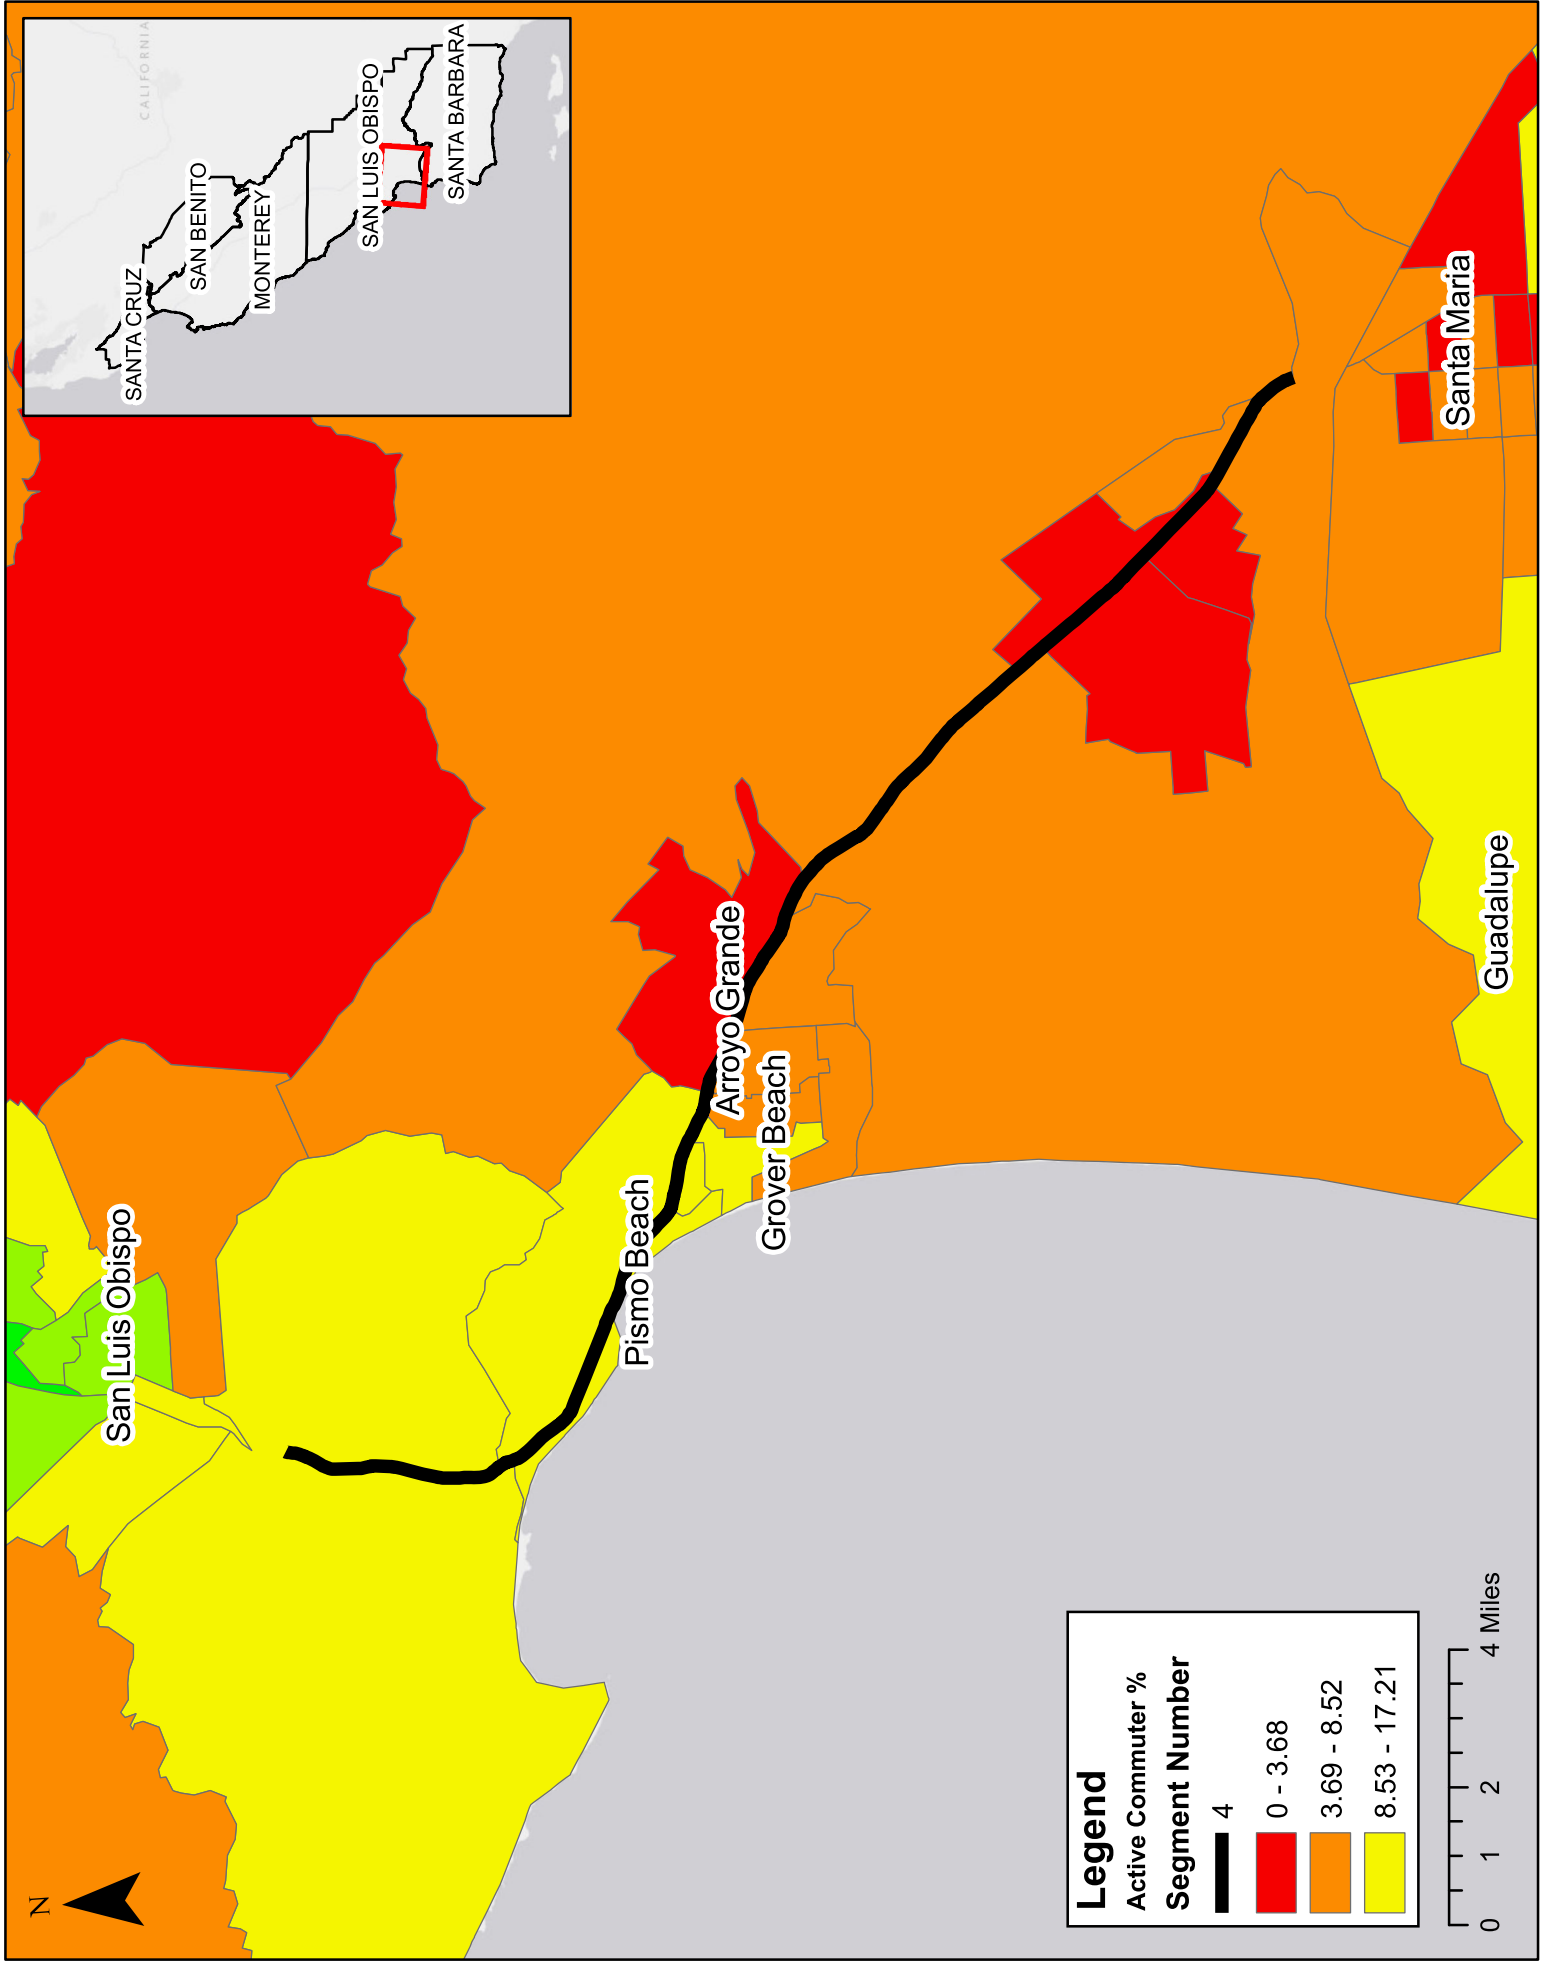 CALIFORNIA
SANTA CRUZ
SAN BENITO
MONTEREY
SAN LUIS OBISPO
SANTA BARBARA
N
San Luis Obispo
Pismo Beach
Arroyo Grande
Grover Beach
Santa Maria
Guadalupe
Legend
Active Commuter %
Segment Number
4
0 - 3.68
3.69 - 8.52
8.53 - 17.21
0 1 2 4 Miles